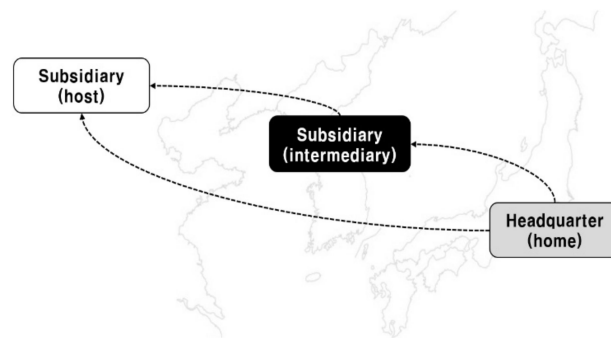 Subsidiary
(host)
Subsidiary
(intermediary)
Headquarter
(home)